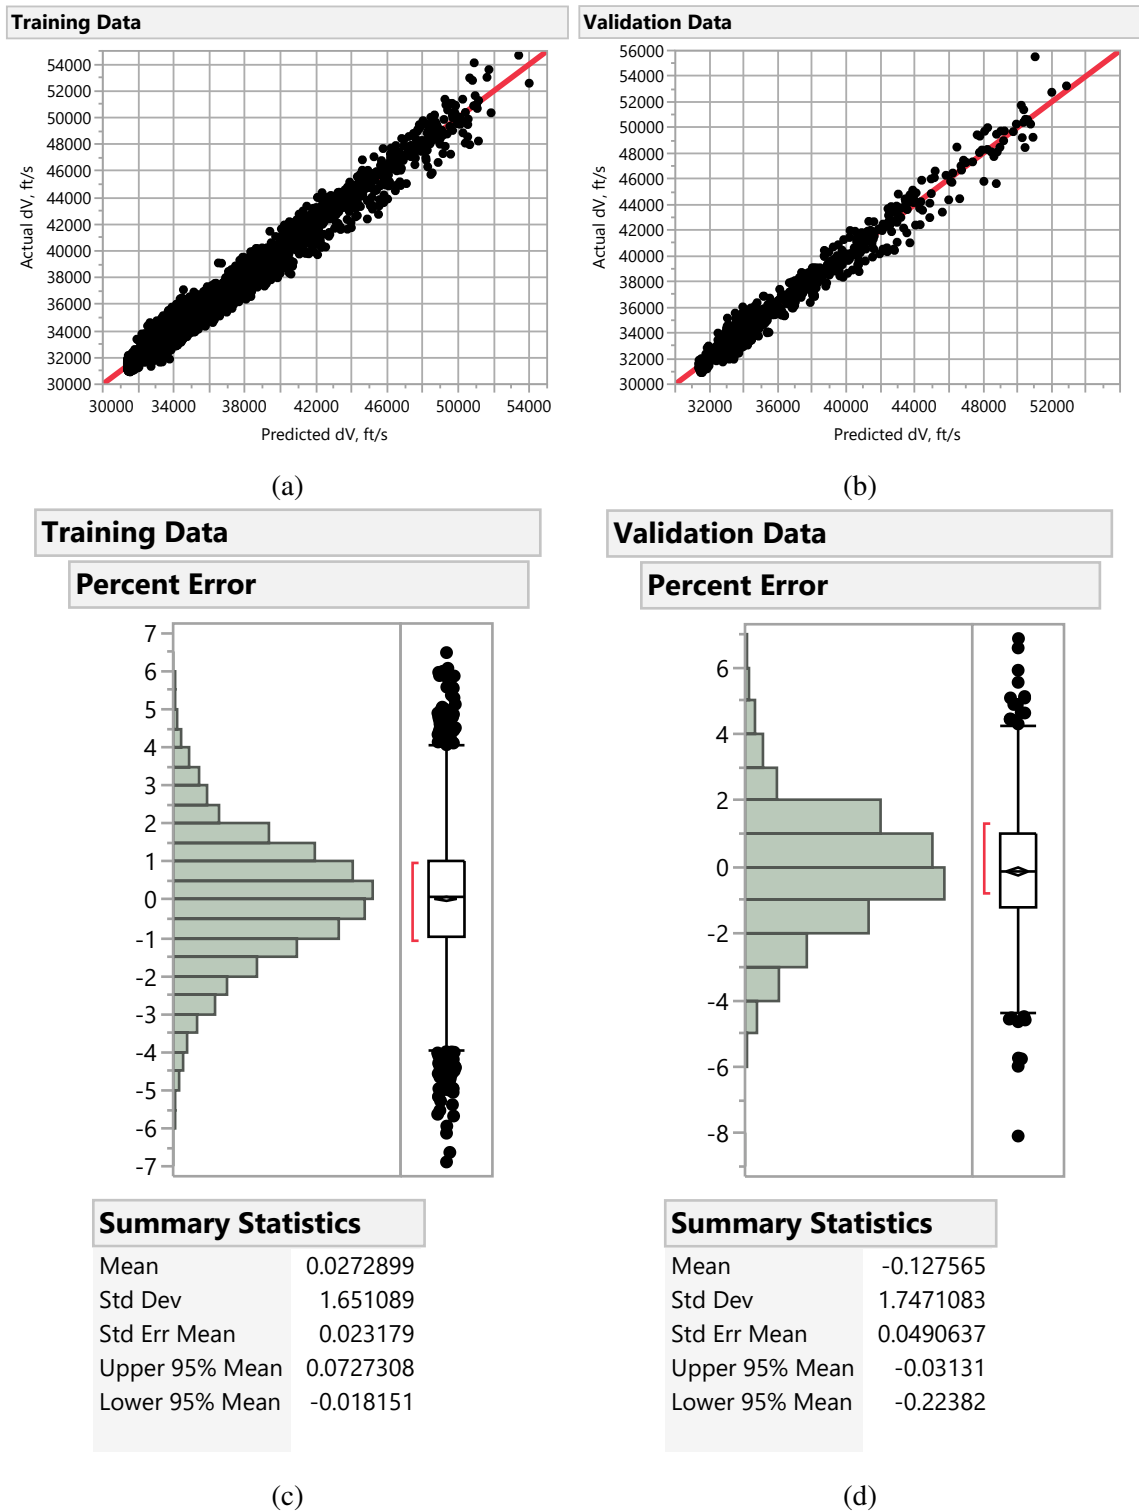 Training Data
54000
52000
50000
48000
46000
44000
42000
40000
38000
36000
34000
32000
30000
Actual dV, ft/s
30000 34000 38000 42000 46000 50000 54000
Predicted dV, ft/s
(a)
Validation Data
56000
54000
52000
50000
48000
46000
44000
42000
40000
38000
36000
34000
32000
30000
Actual dV, ft/s
32000 36000 40000 44000 48000 52000
Predicted dV, ft/s
(b)
Training Data
Percent Error
7
6
5
4
3
2
1
0
-1
-2
-3
-4
-5
-6
-7
Summary Statistics
Mean 0.0272899
Std Dev 1.651089
Std Err Mean 0.023179
Upper 95% Mean 0.0727308
Lower 95% Mean -0.018151
(c)
Validation Data
Percent Error
6
4
2
0
-2
-4
-6
-8
Summary Statistics
Mean -0.127565
Std Dev 1.7471083
Std Err Mean 0.0490637
Upper 95% Mean -0.03131
Lower 95% Mean -0.22382
(d)